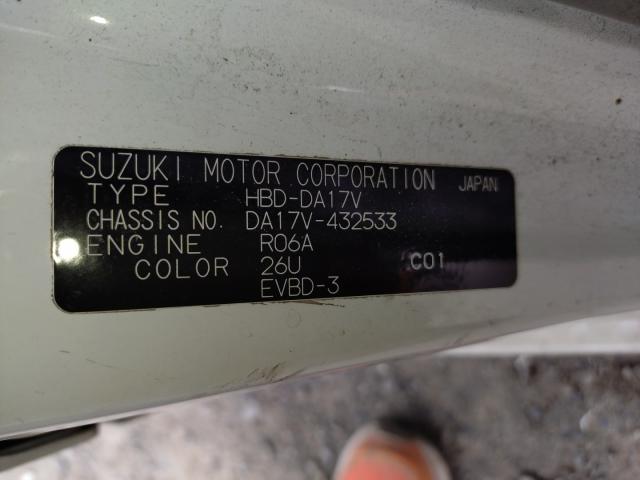 SUZUKI MOTOR CORPORATION JAPAN
TYPE HBD-DA17V
CHASSIS NO. DA17V-432533
ENGINE R06A
COLOR 26U C01
EVBD-3